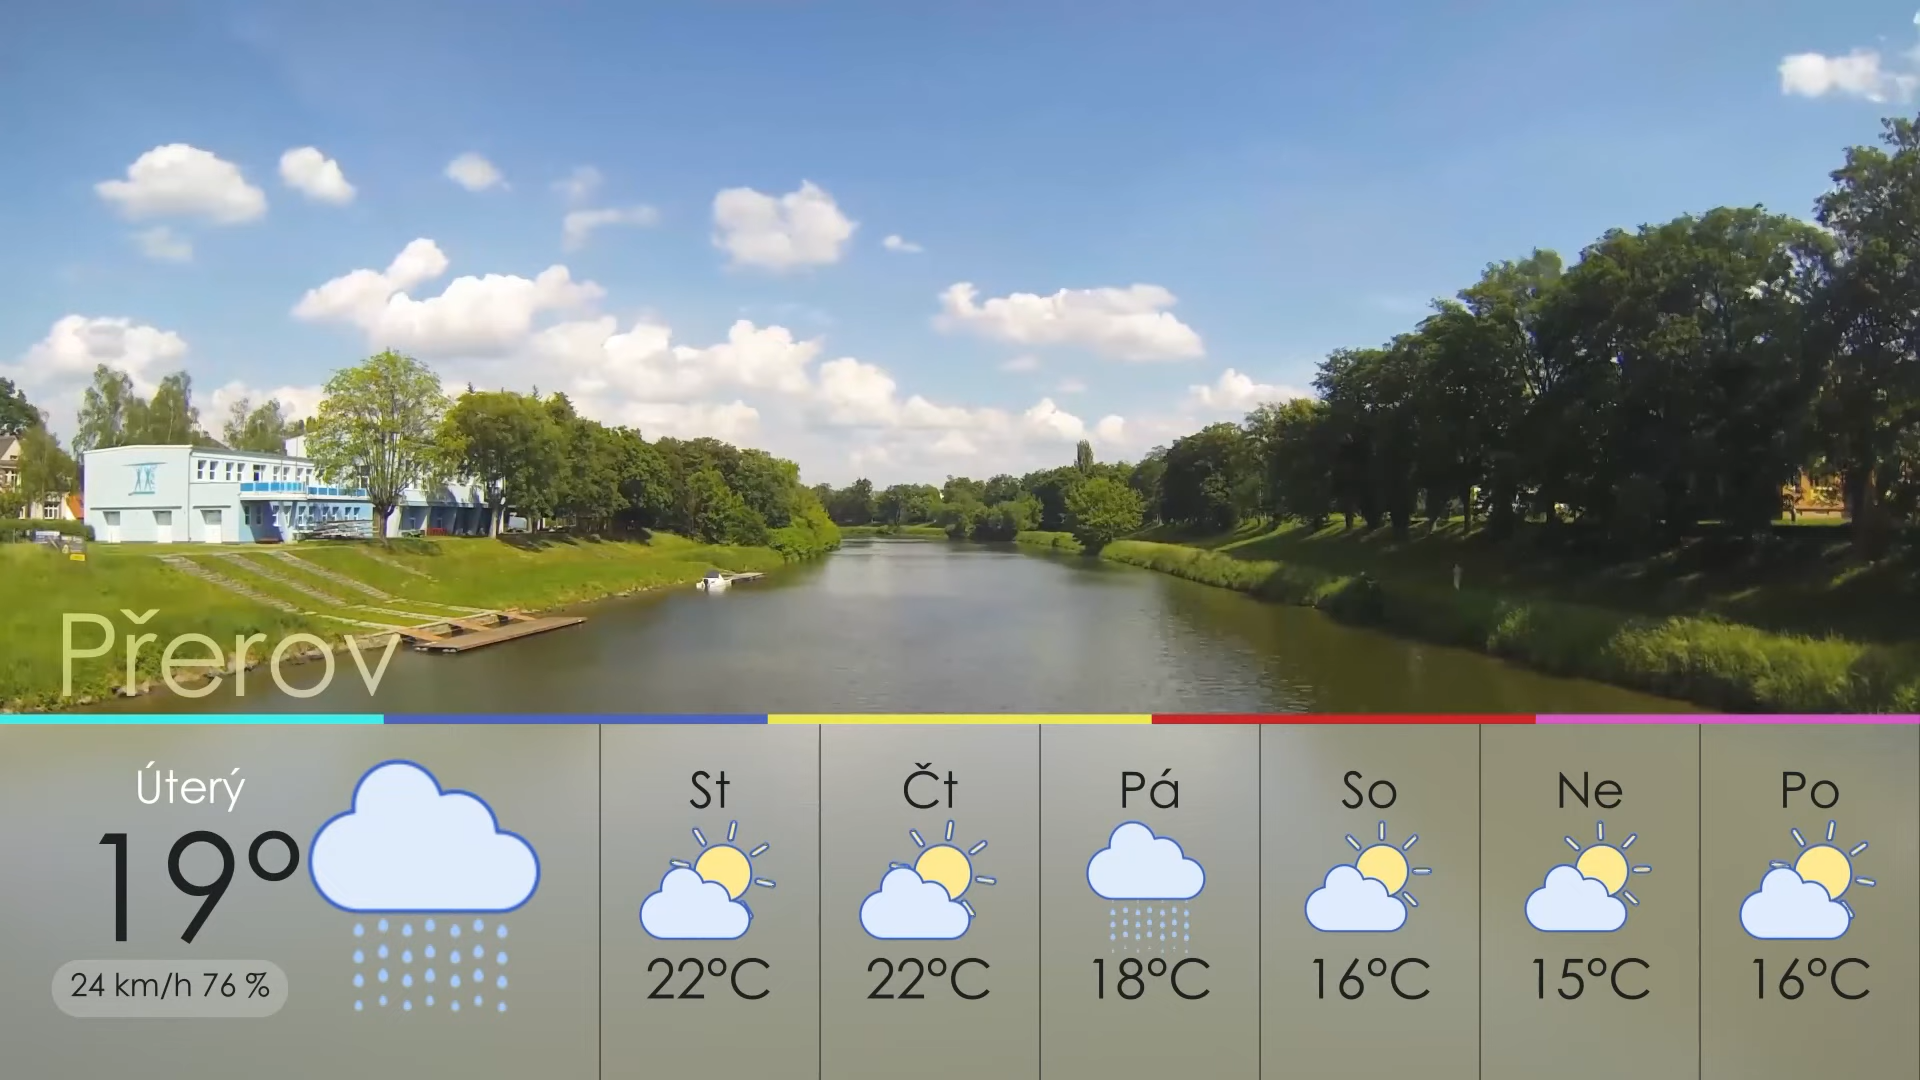 Přerov
Úterý
19°
24 km/h 76 %
St
22°C
Čt
22°C
Pá
18°C
So
16°C
Ne
15°C
Po
16°C